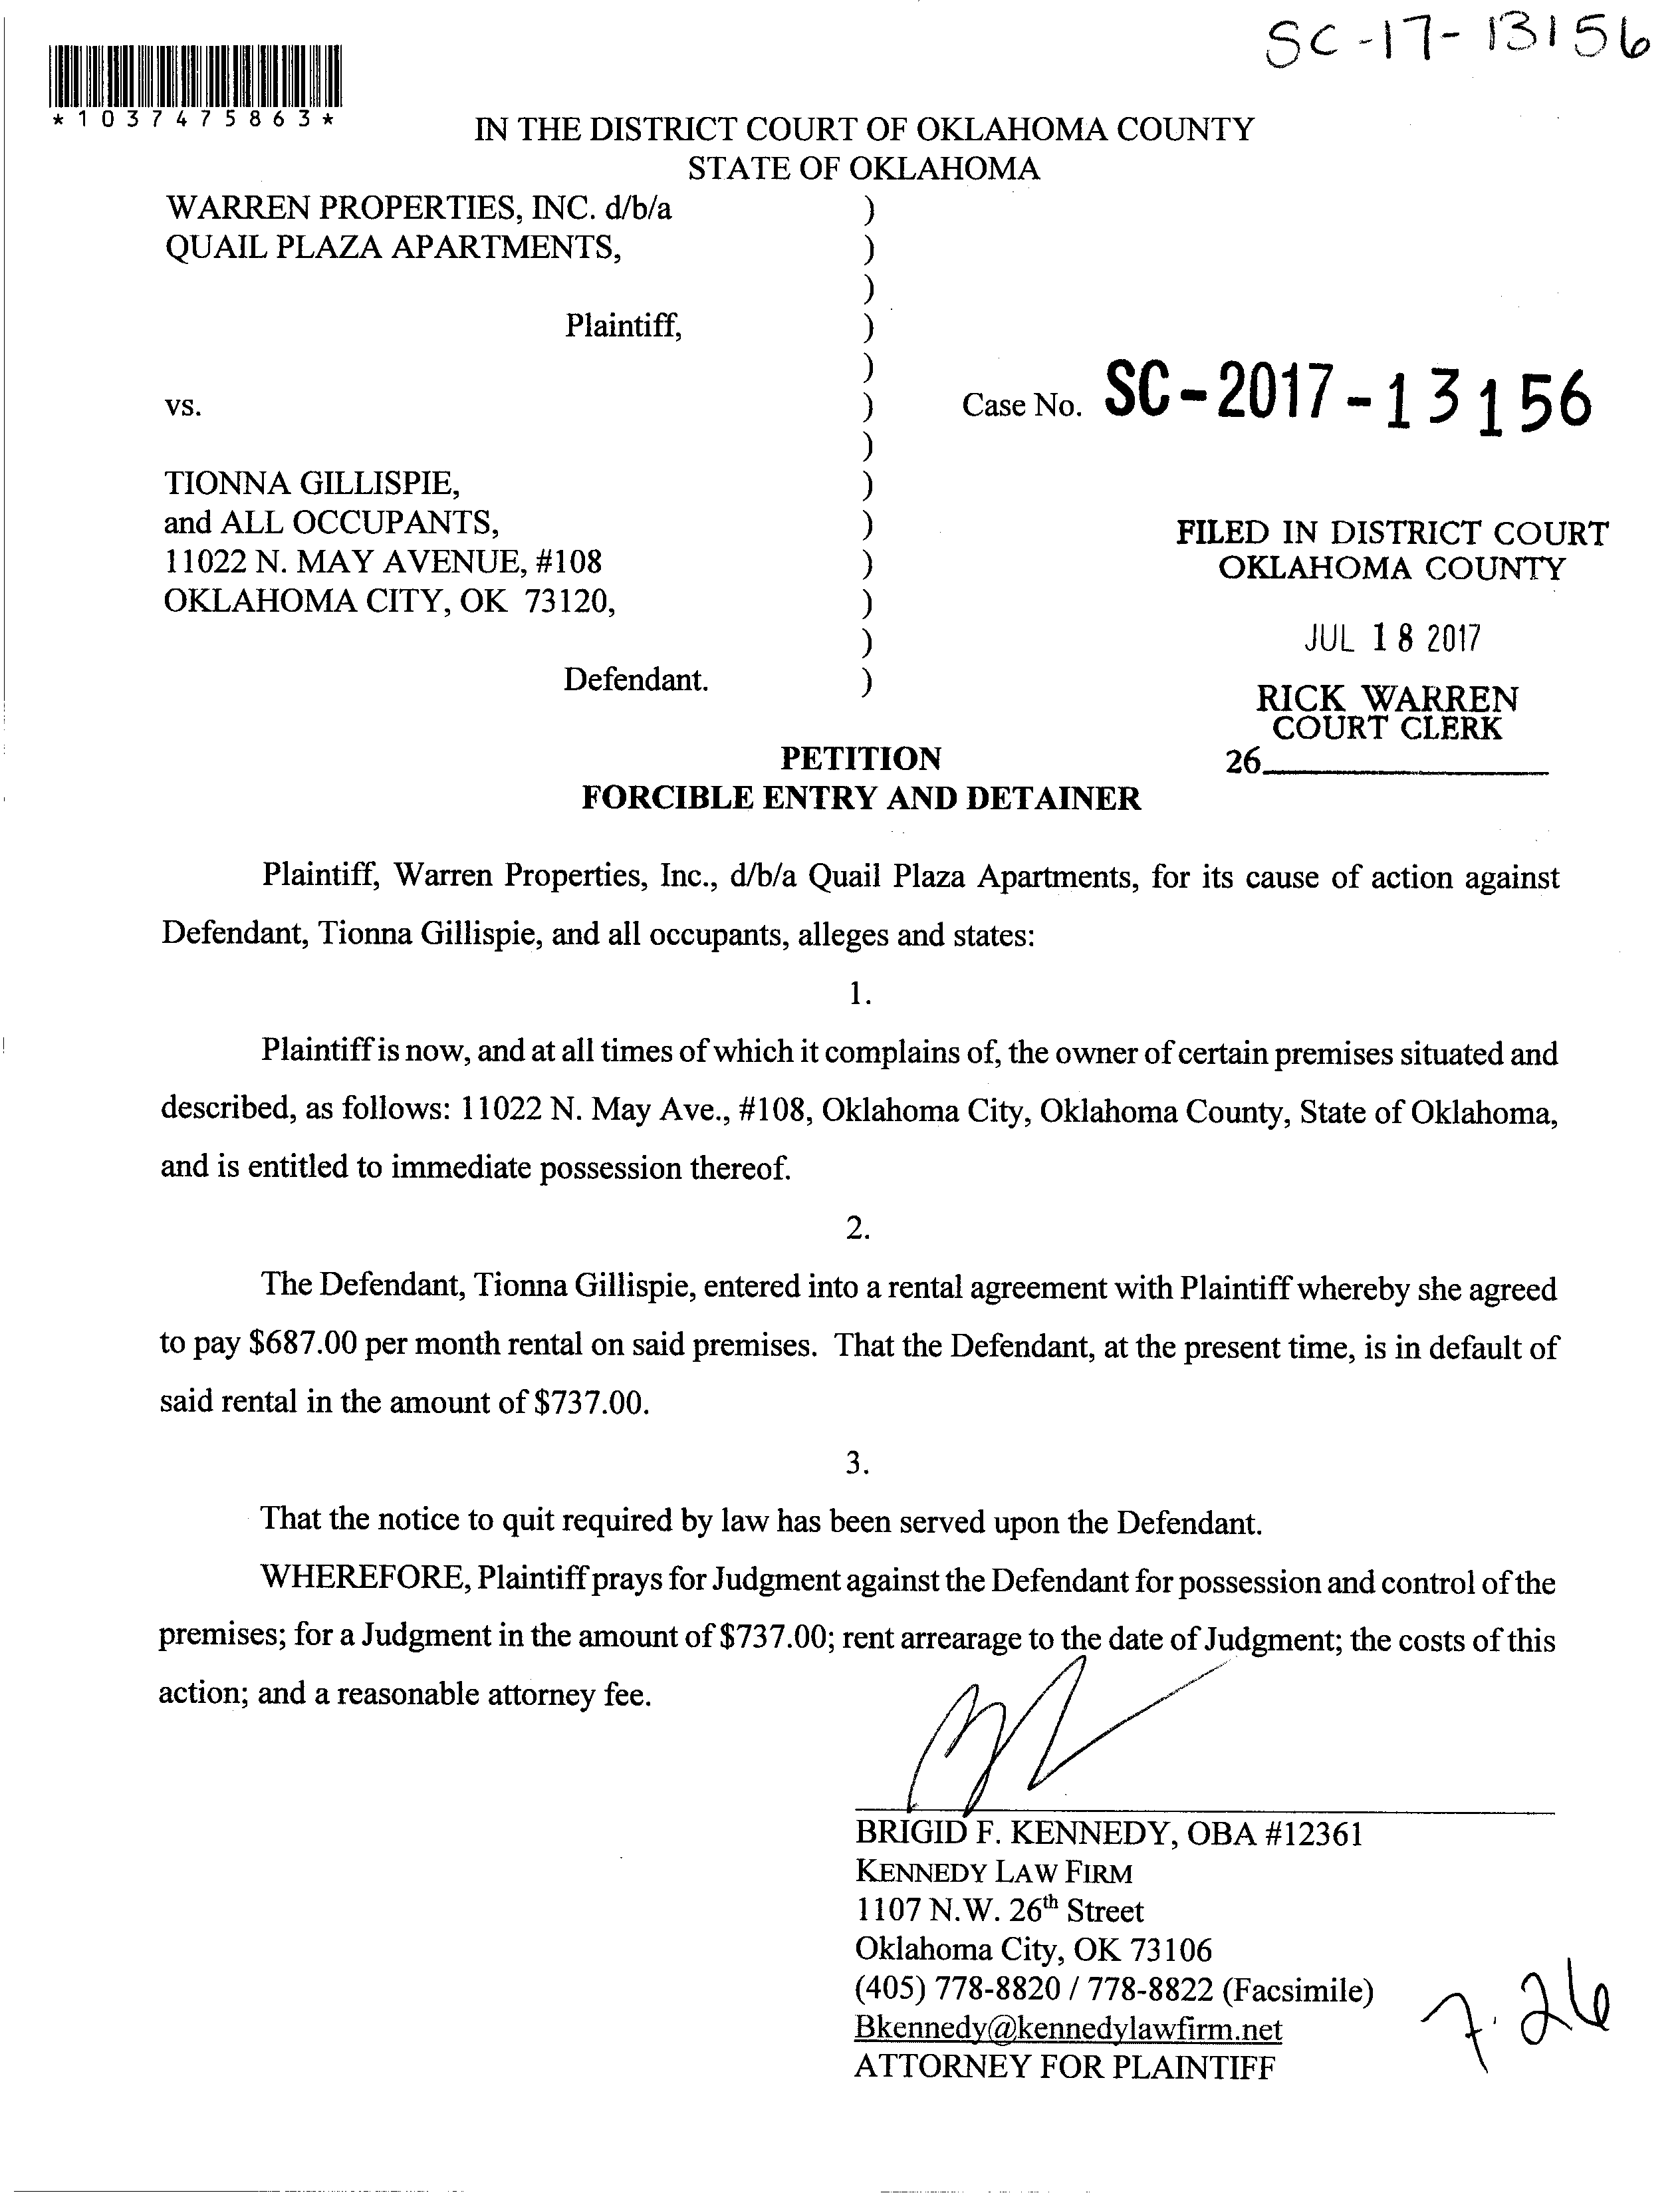 SC-17-13156
*1037475863*
IN THE DISTRICT COURT OF OKLAHOMA COUNTY
STATE OF OKLAHOMA
WARREN PROPERTIES, INC. d/b/a )
QUAIL PLAZA APARTMENTS, )
)
Plaintiff, )
)
vs. ) Case No. SC-2017-13156
)
TIONNA GILLISPIE, )
and ALL OCCUPANTS, )
11022 N. MAY AVENUE, #108 )
OKLAHOMA CITY, OK 73120, )
)
Defendant. )
FILED IN DISTRICT COURT
OKLAHOMA COUNTY
JUL 18 2017
RICK WARREN
COURT CLERK
26
PETITION
FORCIBLE ENTRY AND DETAINER
Plaintiff, Warren Properties, Inc., d/b/a Quail Plaza Apartments, for its cause of action against
Defendant, Tionna Gillispie, and all occupants, alleges and states:
1.
Plaintiff is now, and at all times of which it complains of, the owner of certain premises situated and
described, as follows: 11022 N. May Ave., #108, Oklahoma City, Oklahoma County, State of Oklahoma,
and is entitled to immediate possession thereof.
2.
The Defendant, Tionna Gillispie, entered into a rental agreement with Plaintiff whereby she agreed
to pay $687.00 per month rental on said premises. That the Defendant, at the present time, is in default of
said rental in the amount of $737.00.
3.
That the notice to quit required by law has been served upon the Defendant.
WHEREFORE, Plaintiff prays for Judgment against the Defendant for possession and control of the
premises; for a Judgment in the amount of $737.00; rent arrearage to the date of Judgment; the costs of this
action; and a reasonable attorney fee.
BRIGID F. KENNEDY, OBA #12361
KENNEDY LAW FIRM
1107 N.W. 26th Street
Oklahoma City, OK 73106
(405) 778-8820 / 778-8822 (Facsimile)
Bkennedy@kennedylawfirm.net
ATTORNEY FOR PLAINTIFF
7.26